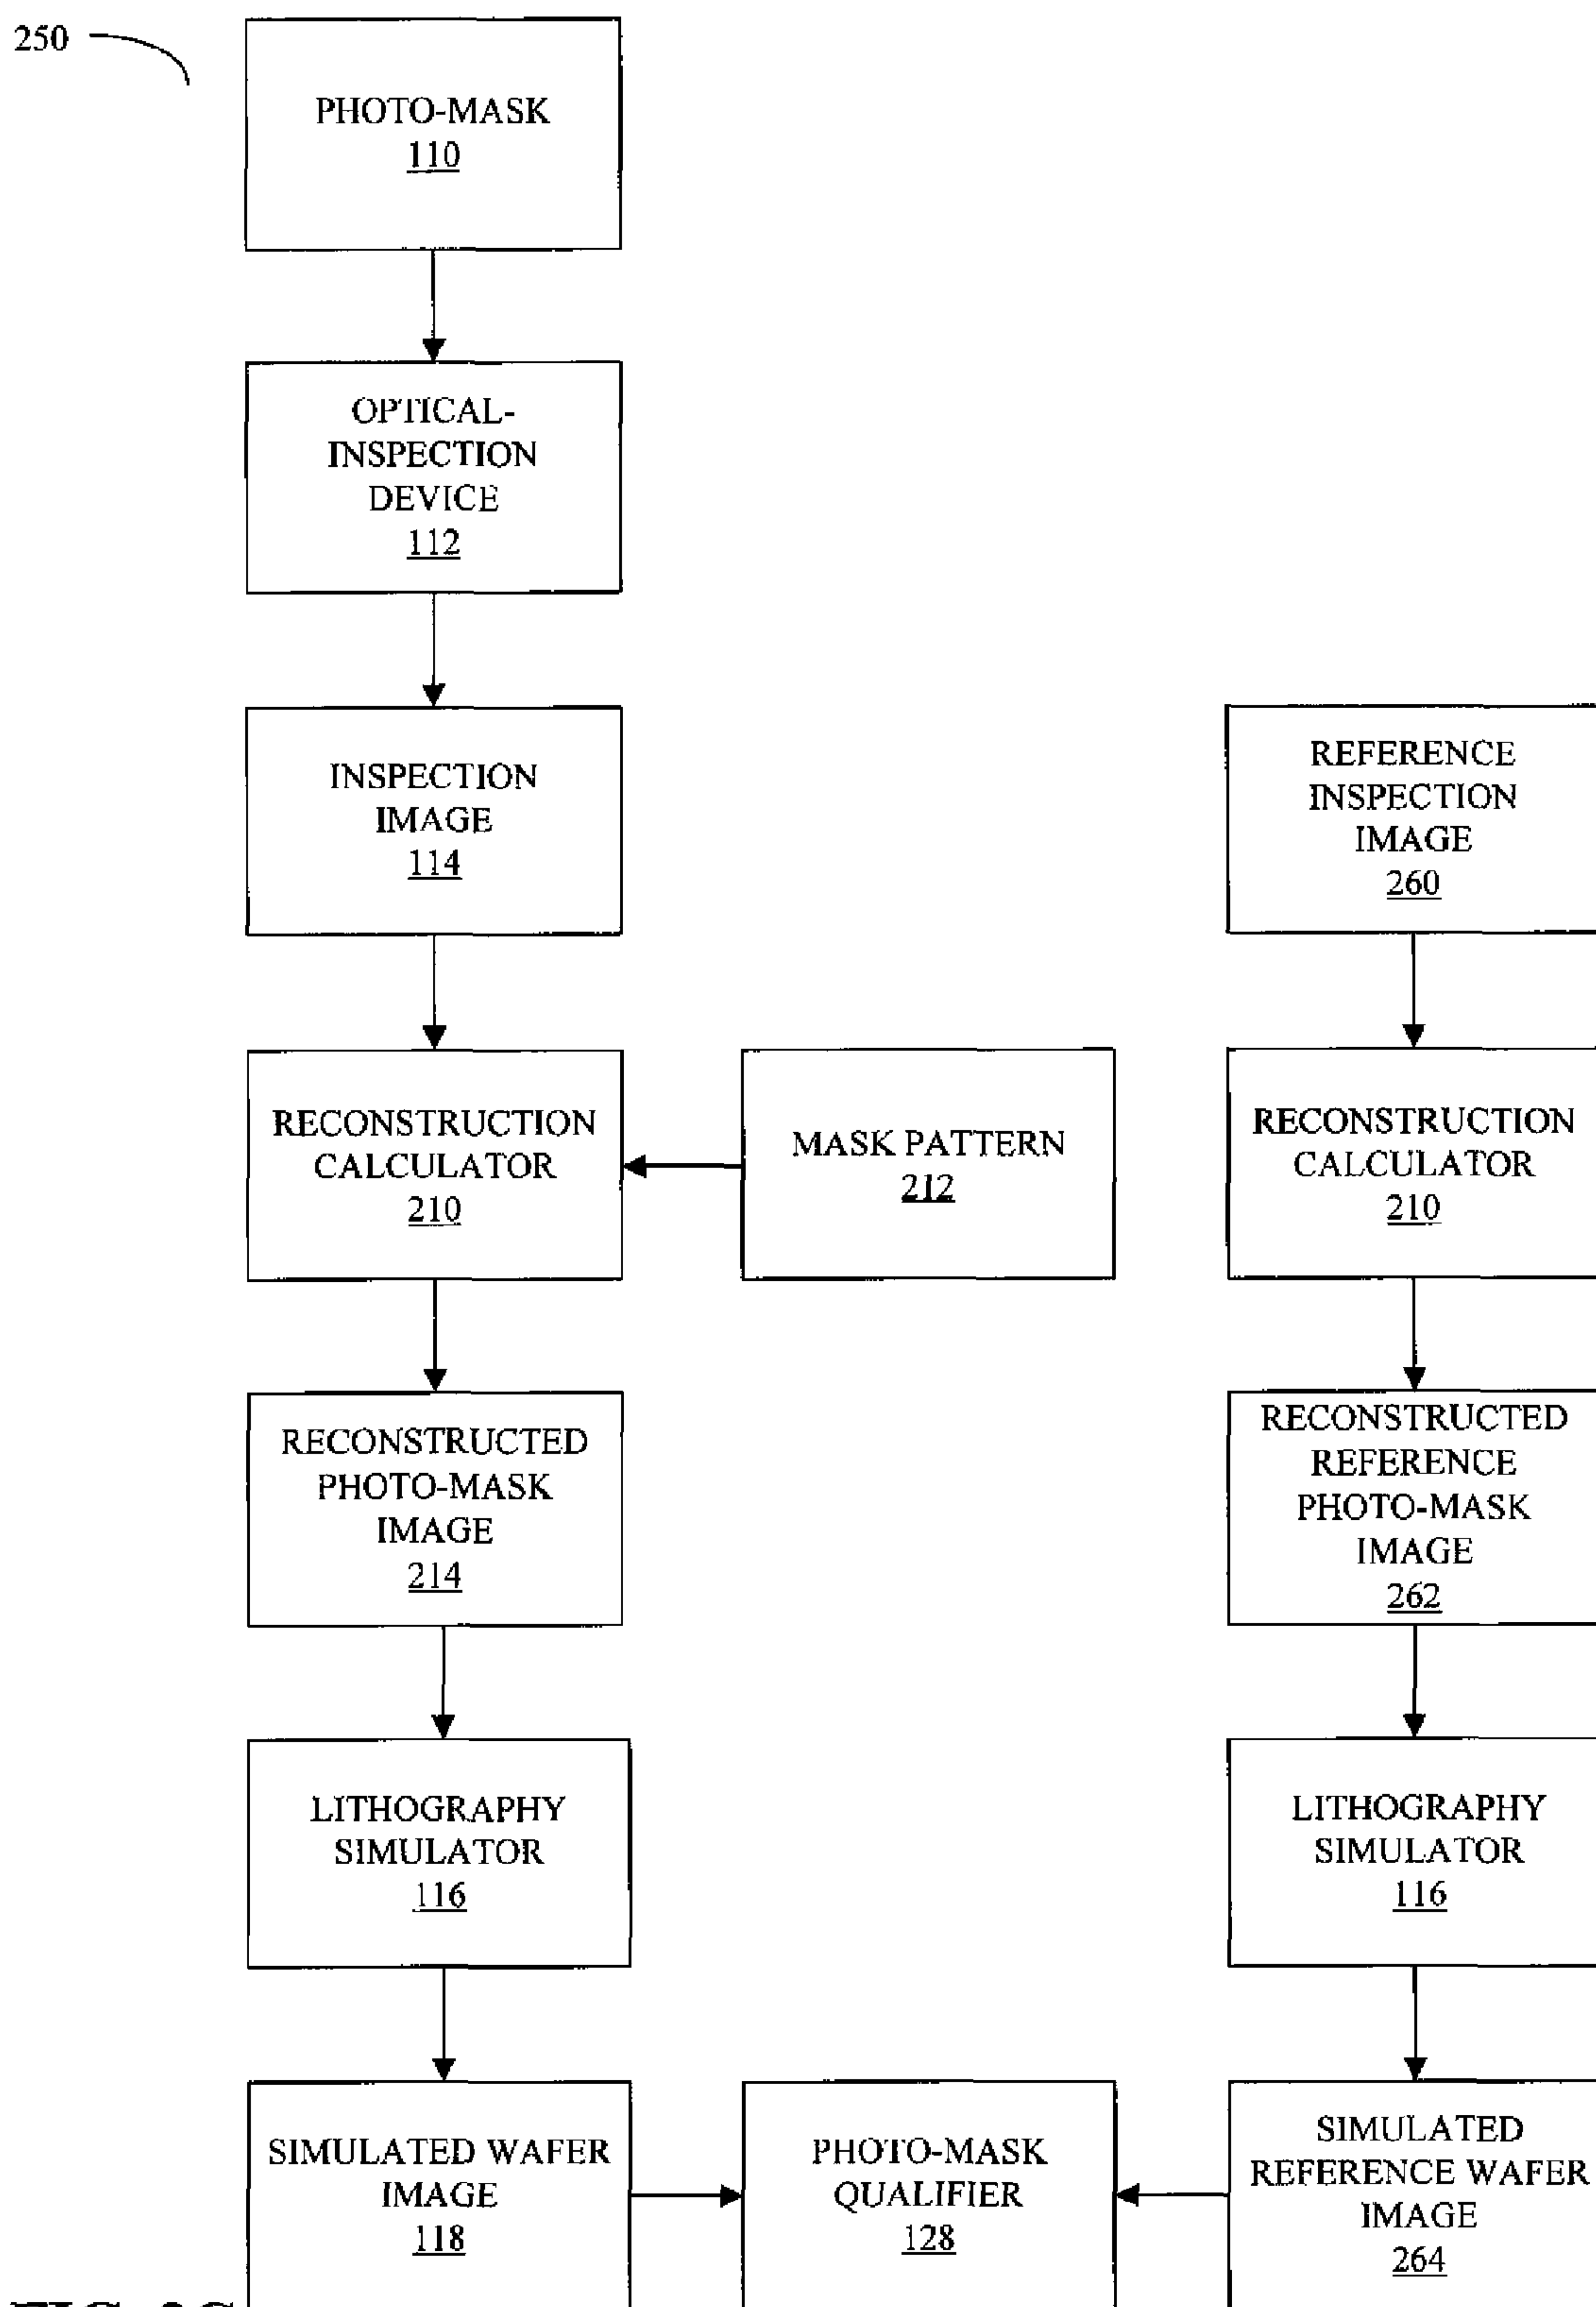 250
PHOTO-MASK
110
OPTICAL-
INSPECTION
DEVICE
112
INSPECTION
IMAGE
114
REFERENCE
INSPECTION
IMAGE
260
RECONSTRUCTION
CALCULATOR
210
MASK PATTERN
212
RECONSTRUCTION
CALCULATOR
210
RECONSTRUCTED
PHOTO-MASK
IMAGE
214
RECONSTRUCTED
REFERENCE
PHOTO-MASK
IMAGE
262
LITHOGRAPHY
SIMULATOR
116
LITHOGRAPHY
SIMULATOR
116
SIMULATED WAFER
IMAGE
118
PHOTO-MASK
QUALIFIER
128
SIMULATED
REFERENCE WAFER
IMAGE
264